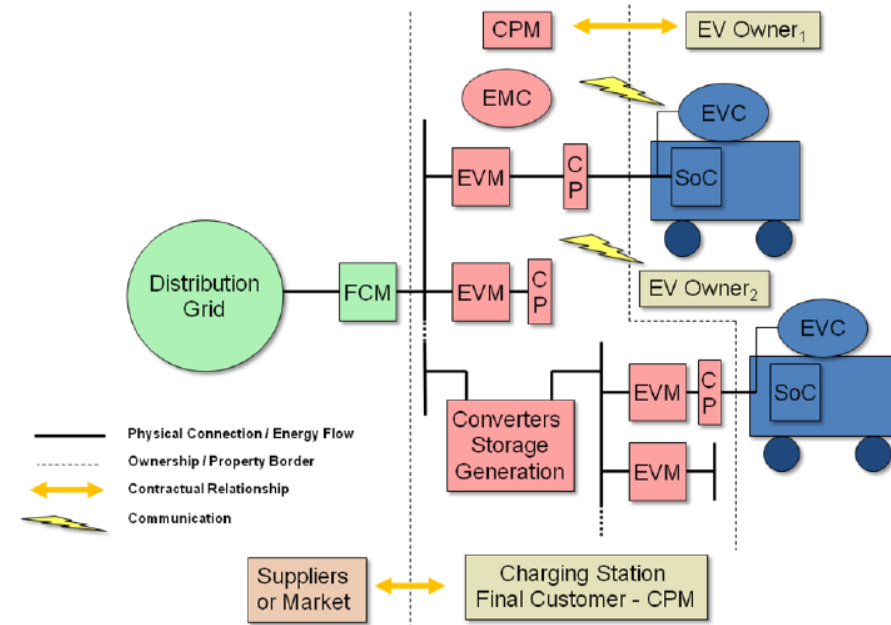 CPM
EV Owner1
EMC
EVC
EVM
C
P
SoC
Distribution
Grid
FCM
EVM
C
P
EV Owner2
EVC
EVM
C
P
SoC
Converters
Storage
Generation
EVM
Physical Connection / Energy Flow
Ownership / Property Border
Contractual Relationship
Communication
Suppliers
or Market
Charging Station
Final Customer - CPM